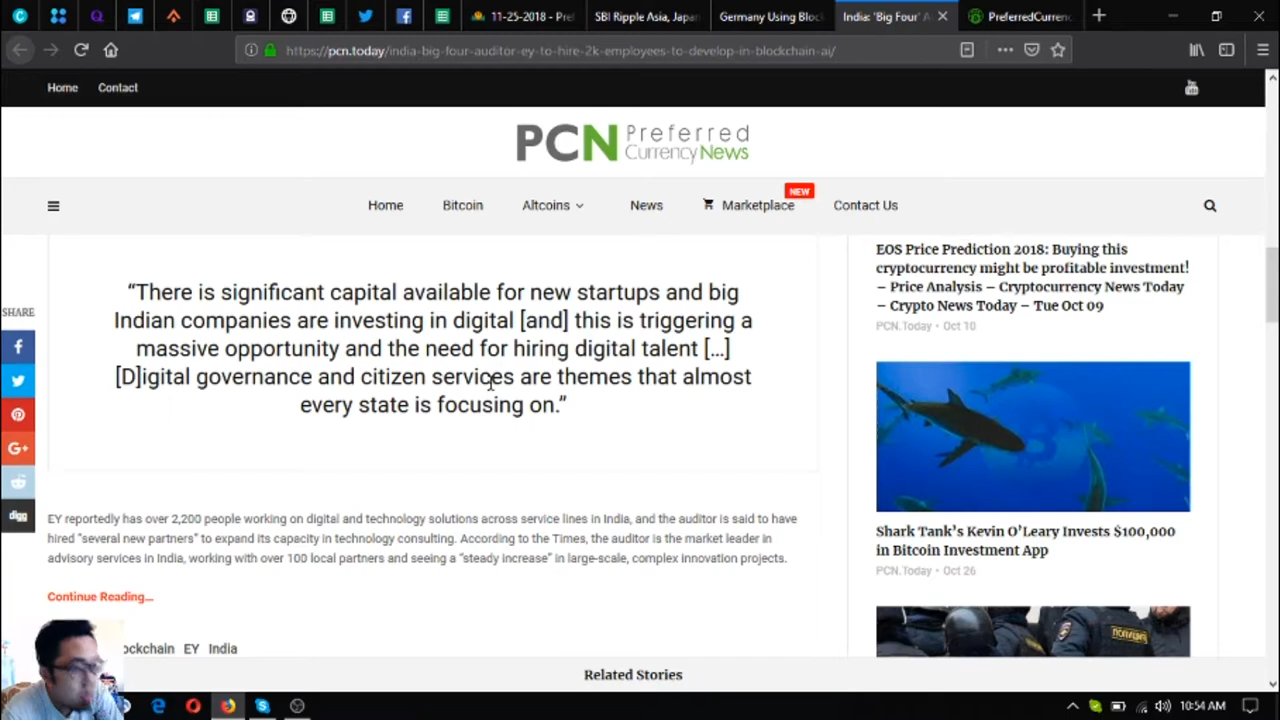 11-25-2018 - Pre
SBI Ripple Asia, Japa
Germany Using Bloc
India: 'Big Four' A
PreferredCurrenc
https://pcn.today/india-big-four-auditor-ey-to-hire-2k-employees-to-develop-in-blockchain-ai/
Home Contact
You
PCN Preferred
CurrencyNews
NEW
Home Bitcoin Altcoins News Marketplace Contact Us
SHARE
“There is significant capital available for new startups and big
Indian companies are investing in digital [and] this is triggering a
massive opportunity and the need for hiring digital talent […]
[D]igital governance and citizen services are themes that almost
every state is focusing on.”
EY reportedly has over 2,200 people working on digital and technology solutions across service lines in India, and the auditor is said to have
hired "several new partners" to expand its capacity in technology consulting. According to the Times, the auditor is the market leader in
advisory services in India, working with over 100 local partners and seeing a “steady increase” in large-scale, complex innovation projects.
Continue Reading...
ockchain EY India
EOS Price Prediction 2018: Buying this
cryptocurrency might be profitable investment!
– Price Analysis – Cryptocurrency News Today
– Crypto News Today – Tue Oct 09
PCN.Today • Oct 10
Shark Tank’s Kevin O’Leary Invests $100,000
in Bitcoin Investment App
PCN.Today • Oct 26
ПОЛИЦИЯ
digg
Related Stories
10:54 AM